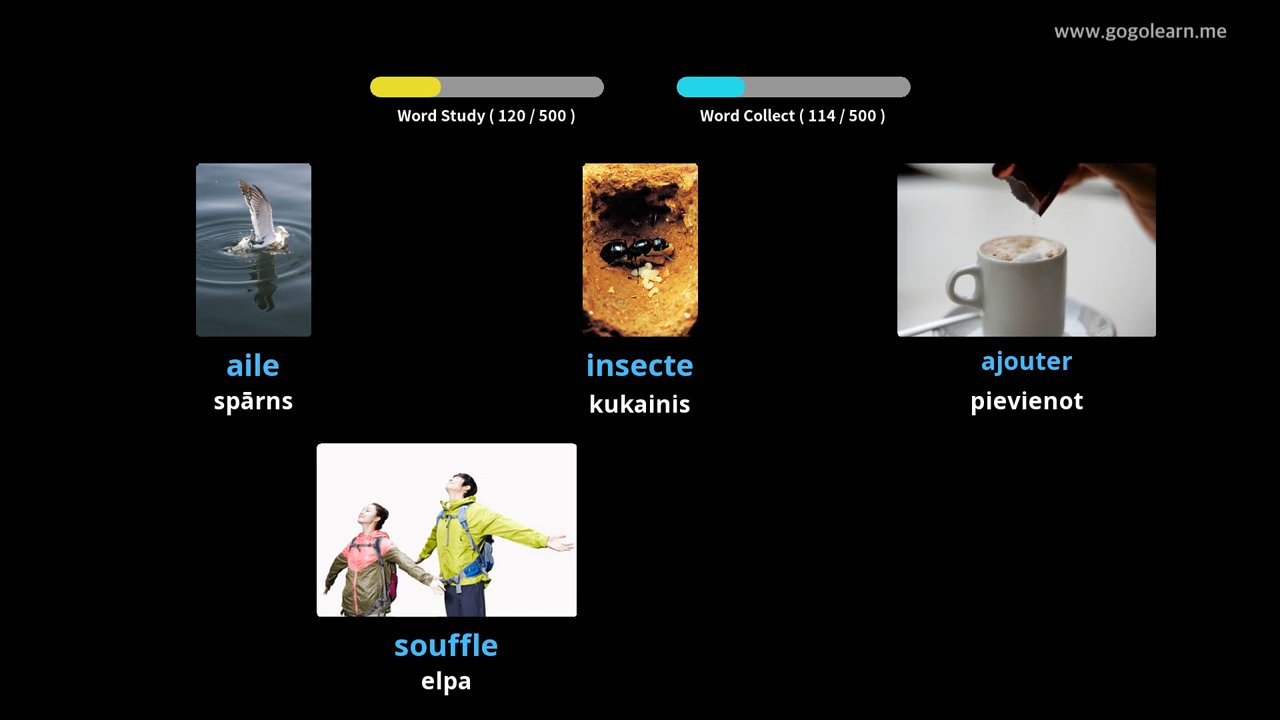 www.gogolearn.me
Word Study ( 120 / 500 )
Word Collect ( 114 / 500 )
aile
spārns
insecte
kukainis
ajouter
pievienot
souffle
elpa